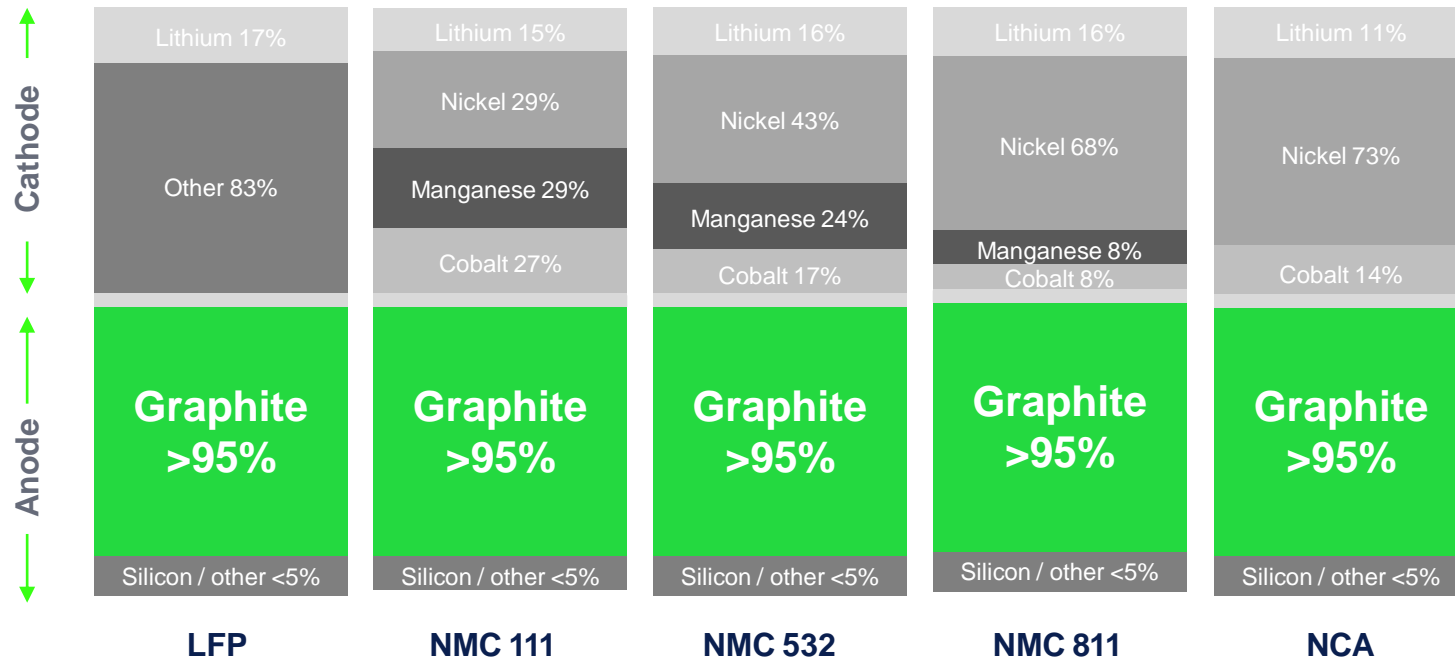 Cathode
Anode
Lithium 17%
Other 83%
Graphite
>95%
Silicon / other <5%
LFP
Lithium 15%
Nickel 29%
Manganese 29%
Cobalt 27%
Graphite
>95%
Silicon / other <5%
NMC 111
Lithium 16%
Nickel 43%
Manganese 24%
Cobalt 17%
Graphite
>95%
Silicon / other <5%
NMC 532
Lithium 16%
Nickel 68%
Manganese 8%
Cobalt 8%
Graphite
>95%
Silicon / other <5%
NMC 811
Lithium 11%
Nickel 73%
Cobalt 14%
Graphite
>95%
Silicon / other <5%
NCA